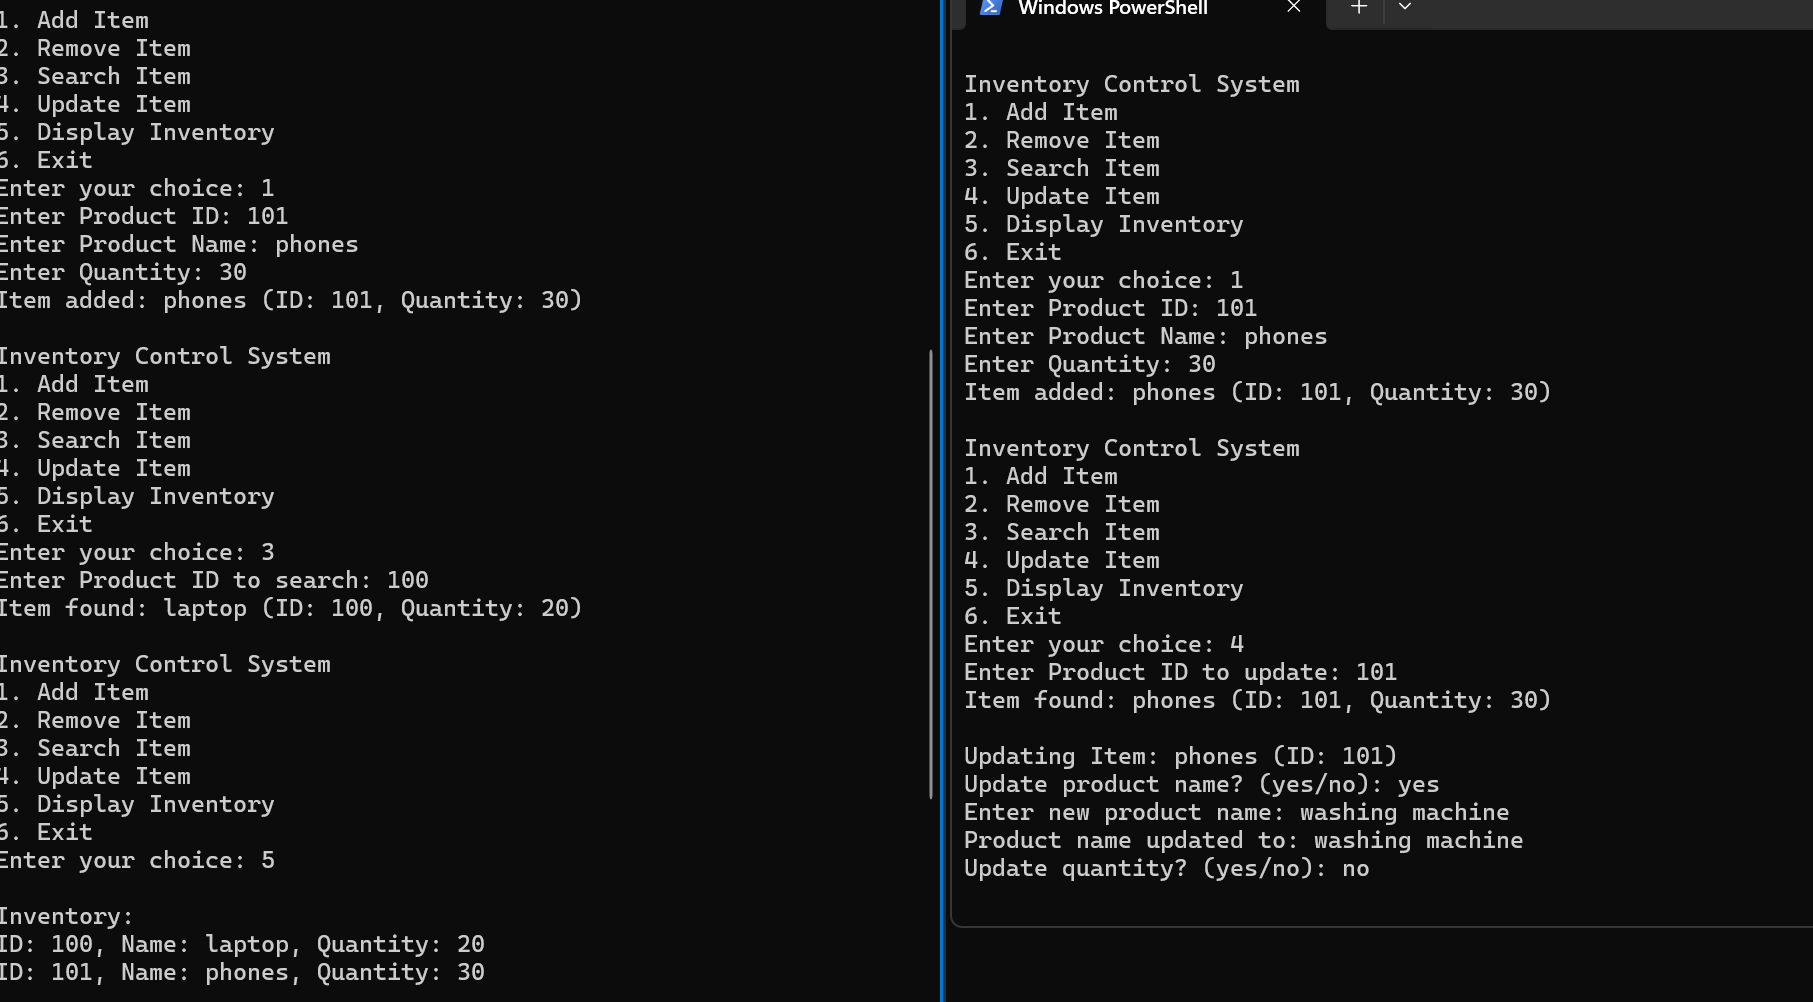 1. Add Item
2. Remove Item
3. Search Item
4. Update Item
5. Display Inventory
6. Exit
Enter your choice: 1
Enter Product ID: 101
Enter Product Name: phones
Enter Quantity: 30
Item added: phones (ID: 101, Quantity: 30)
Inventory Control System
1. Add Item
2. Remove Item
3. Search Item
4. Update Item
5. Display Inventory
6. Exit
Enter your choice: 3
Enter Product ID to search: 100
Item found: laptop (ID: 100, Quantity: 20)
Inventory Control System
1. Add Item
2. Remove Item
3. Search Item
4. Update Item
5. Display Inventory
6. Exit
Enter your choice: 5
Inventory:
ID: 100, Name: laptop, Quantity: 20
ID: 101, Name: phones, Quantity: 30
Windows PowerShell
Inventory Control System
1. Add Item
2. Remove Item
3. Search Item
4. Update Item
5. Display Inventory
6. Exit
Enter your choice: 1
Enter Product ID: 101
Enter Product Name: phones
Enter Quantity: 30
Item added: phones (ID: 101, Quantity: 30)
Inventory Control System
1. Add Item
2. Remove Item
3. Search Item
4. Update Item
5. Display Inventory
6. Exit
Enter your choice: 4
Enter Product ID to update: 101
Item found: phones (ID: 101, Quantity: 30)
Updating Item: phones (ID: 101)
Update product name? (yes/no): yes
Enter new product name: washing machine
Product name updated to: washing machine
Update quantity? (yes/no): no